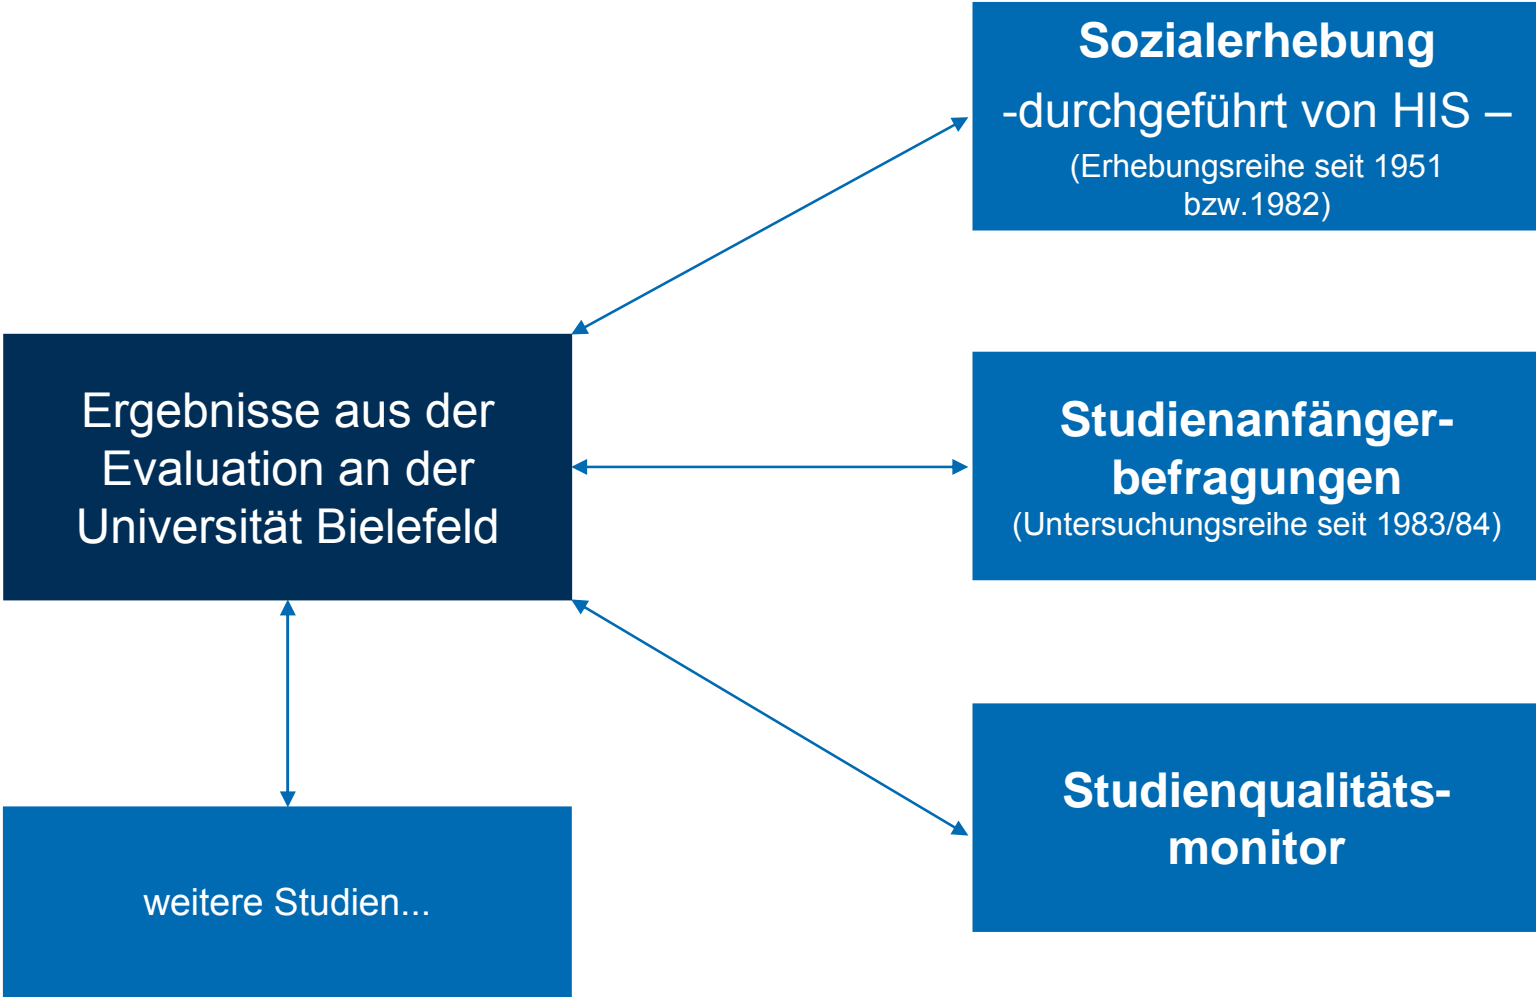 Sozialerhebung
-durchgeführt von HIS –
(Erhebungsreihe seit 1951
bzw.1982)
Ergebnisse aus der
Evaluation an der
Universität Bielefeld
Studienanfänger-
befragungen
(Untersuchungsreihe seit 1983/84)
Studienqualitäts-
monitor
weitere Studien...